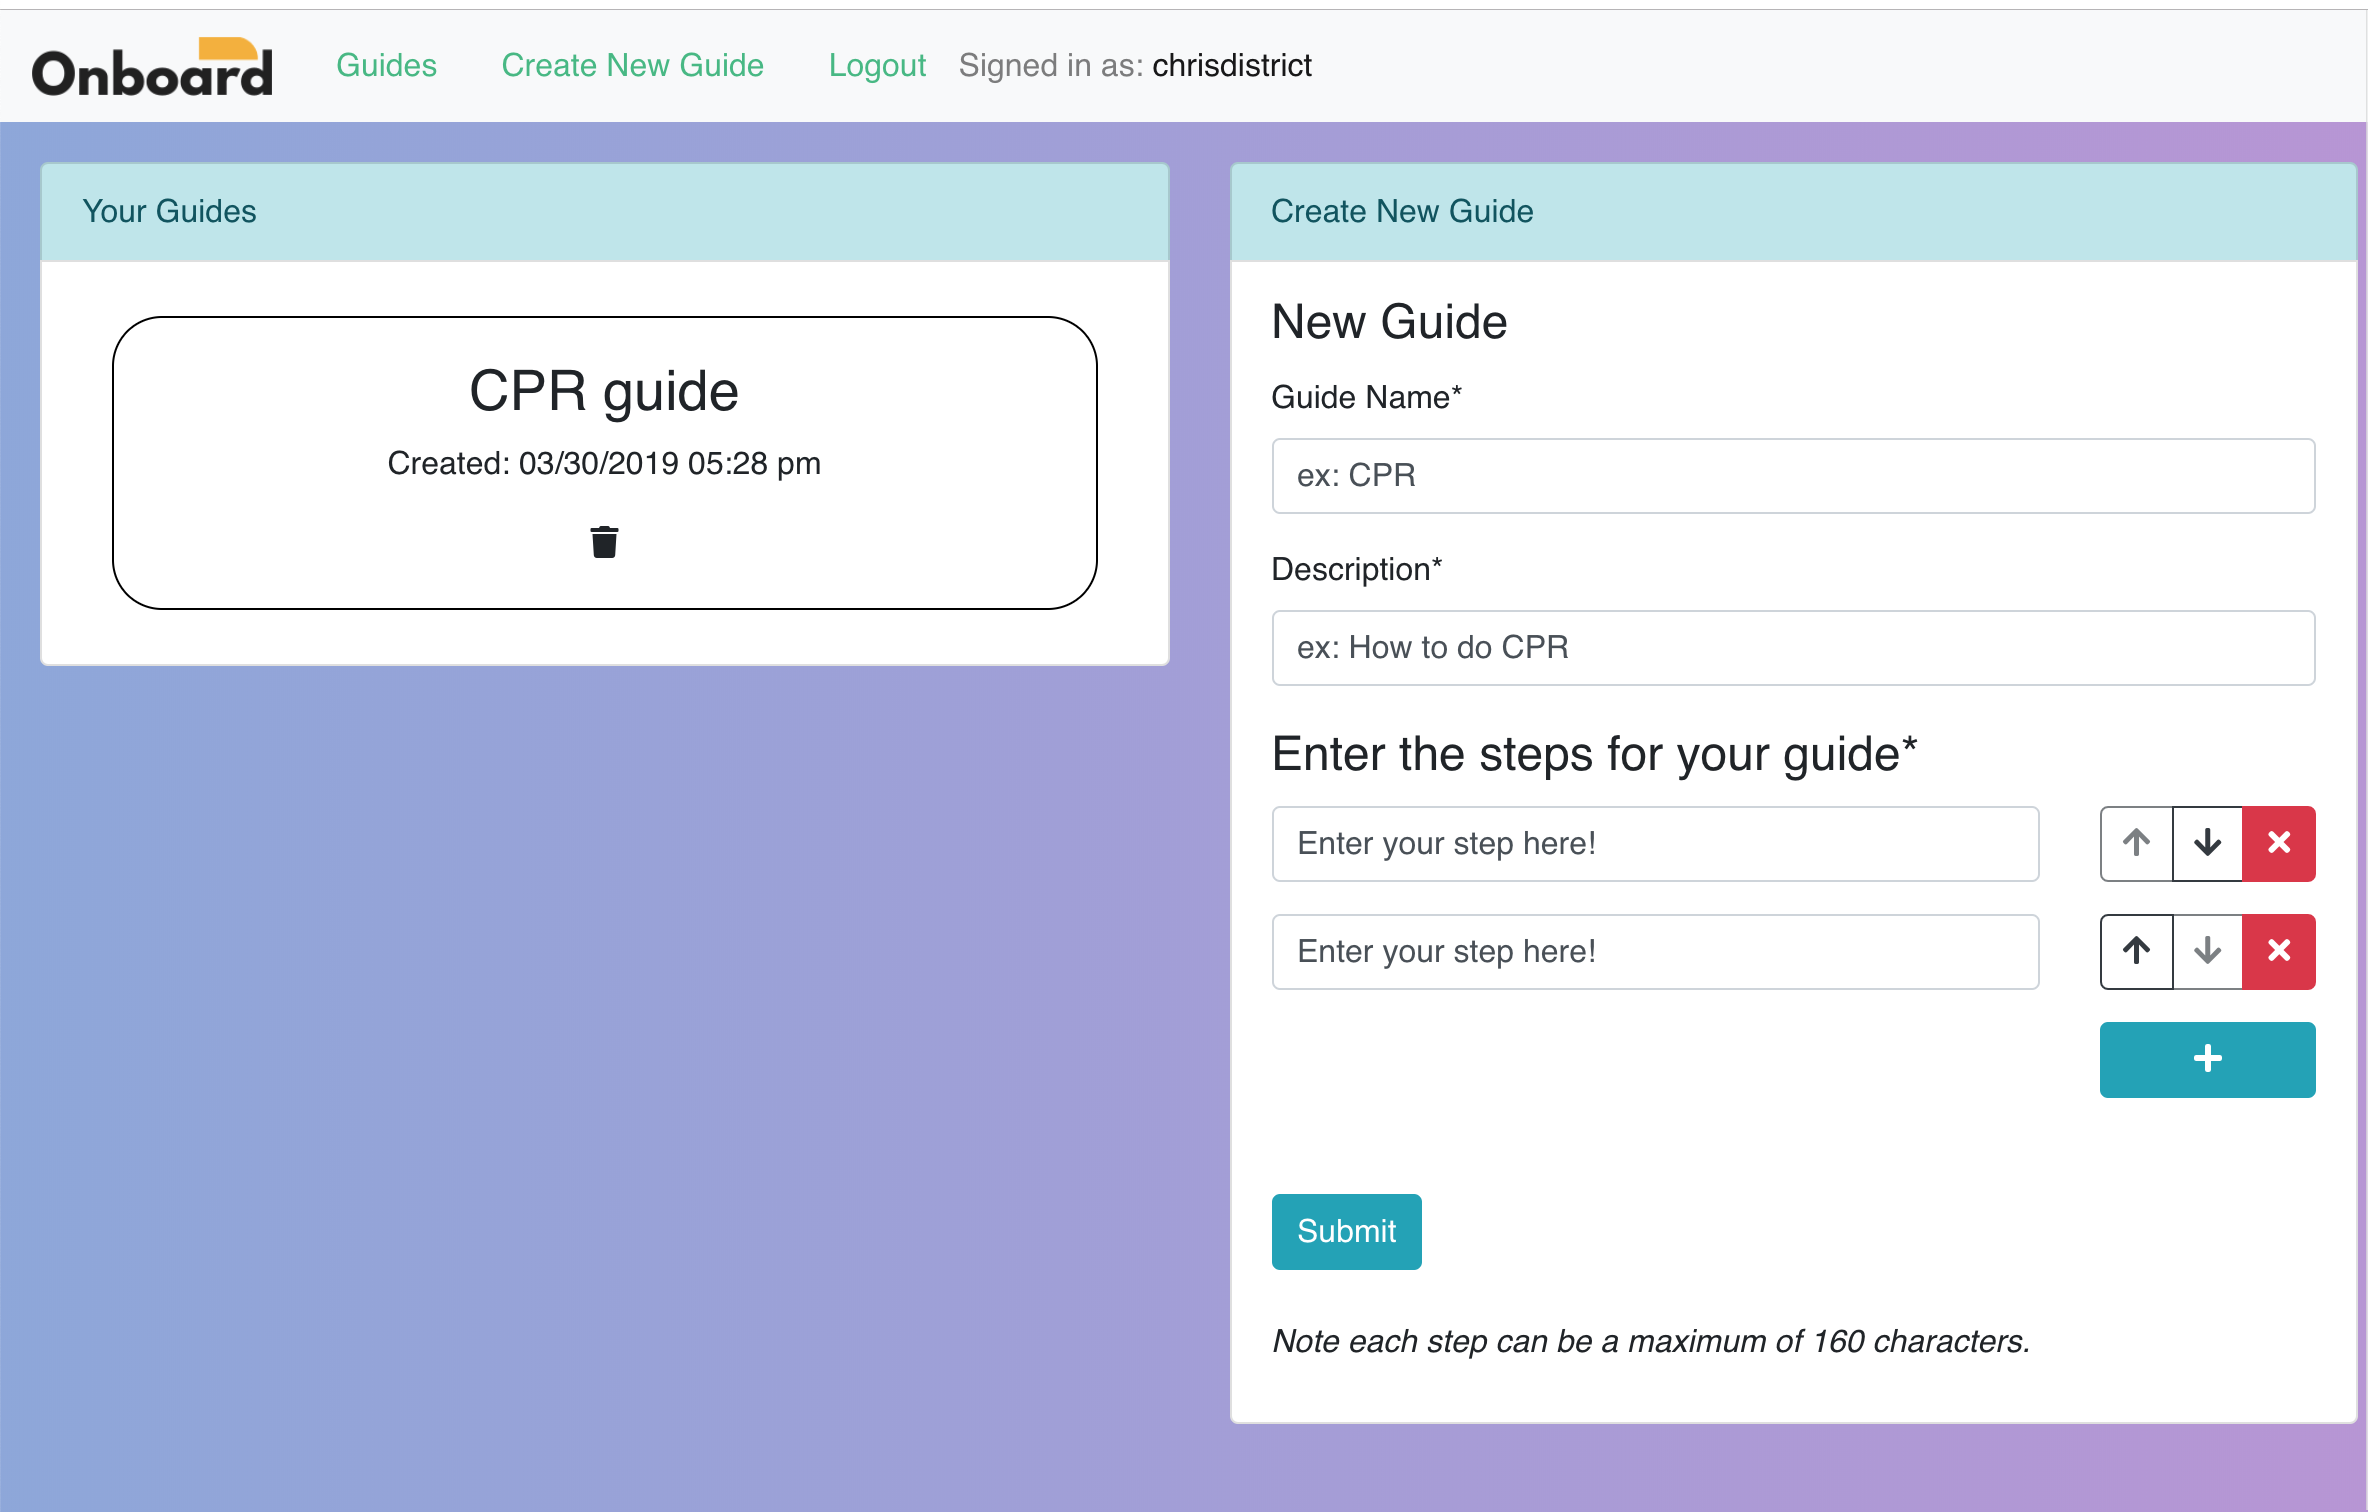 Onboard Guides Create New Guide Logout Signed in as: chrisdistrict
Your Guides
CPR guide
Created: 03/30/2019 05:28 pm
Create New Guide
New Guide
Guide Name*
ex: CPR
Description*
ex: How to do CPR
Enter the steps for your guide*
Enter your step here!
Enter your step here!
Submit
Note each step can be a maximum of 160 characters.